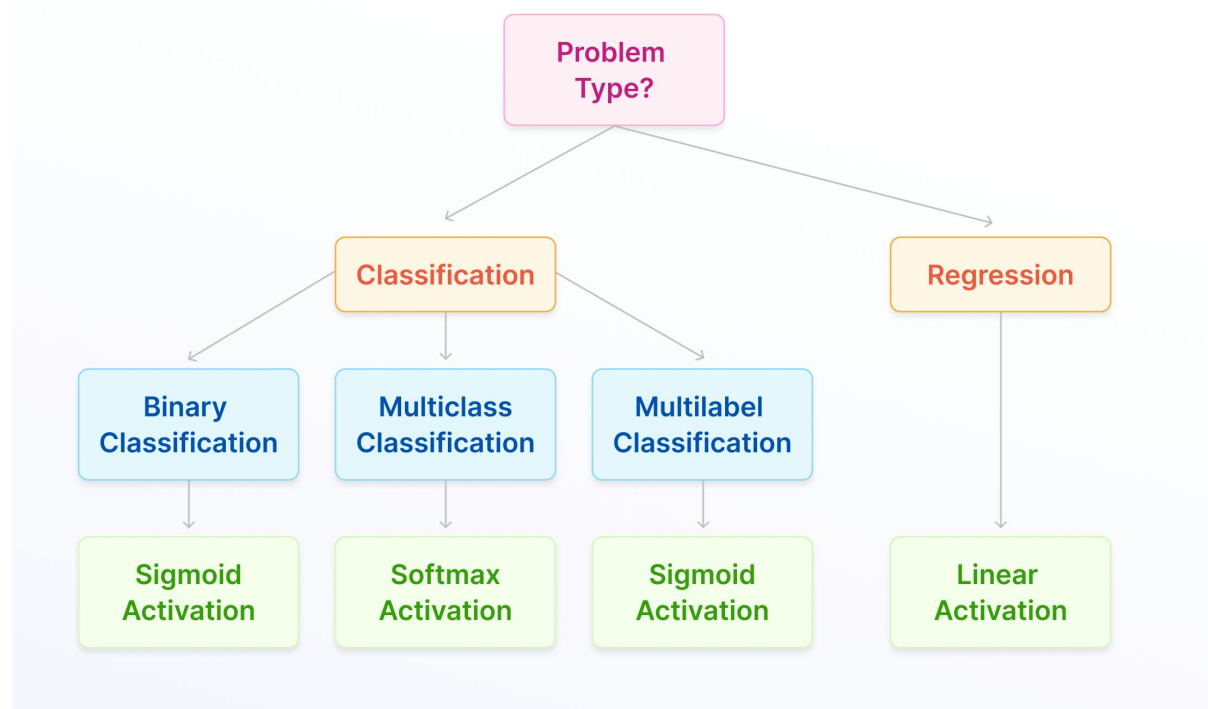 Problem
Type?
Classification
Regression
Binary
Classification
Multiclass
Classification
Multilabel
Classification
Sigmoid
Activation
Softmax
Activation
Sigmoid
Activation
Linear
Activation